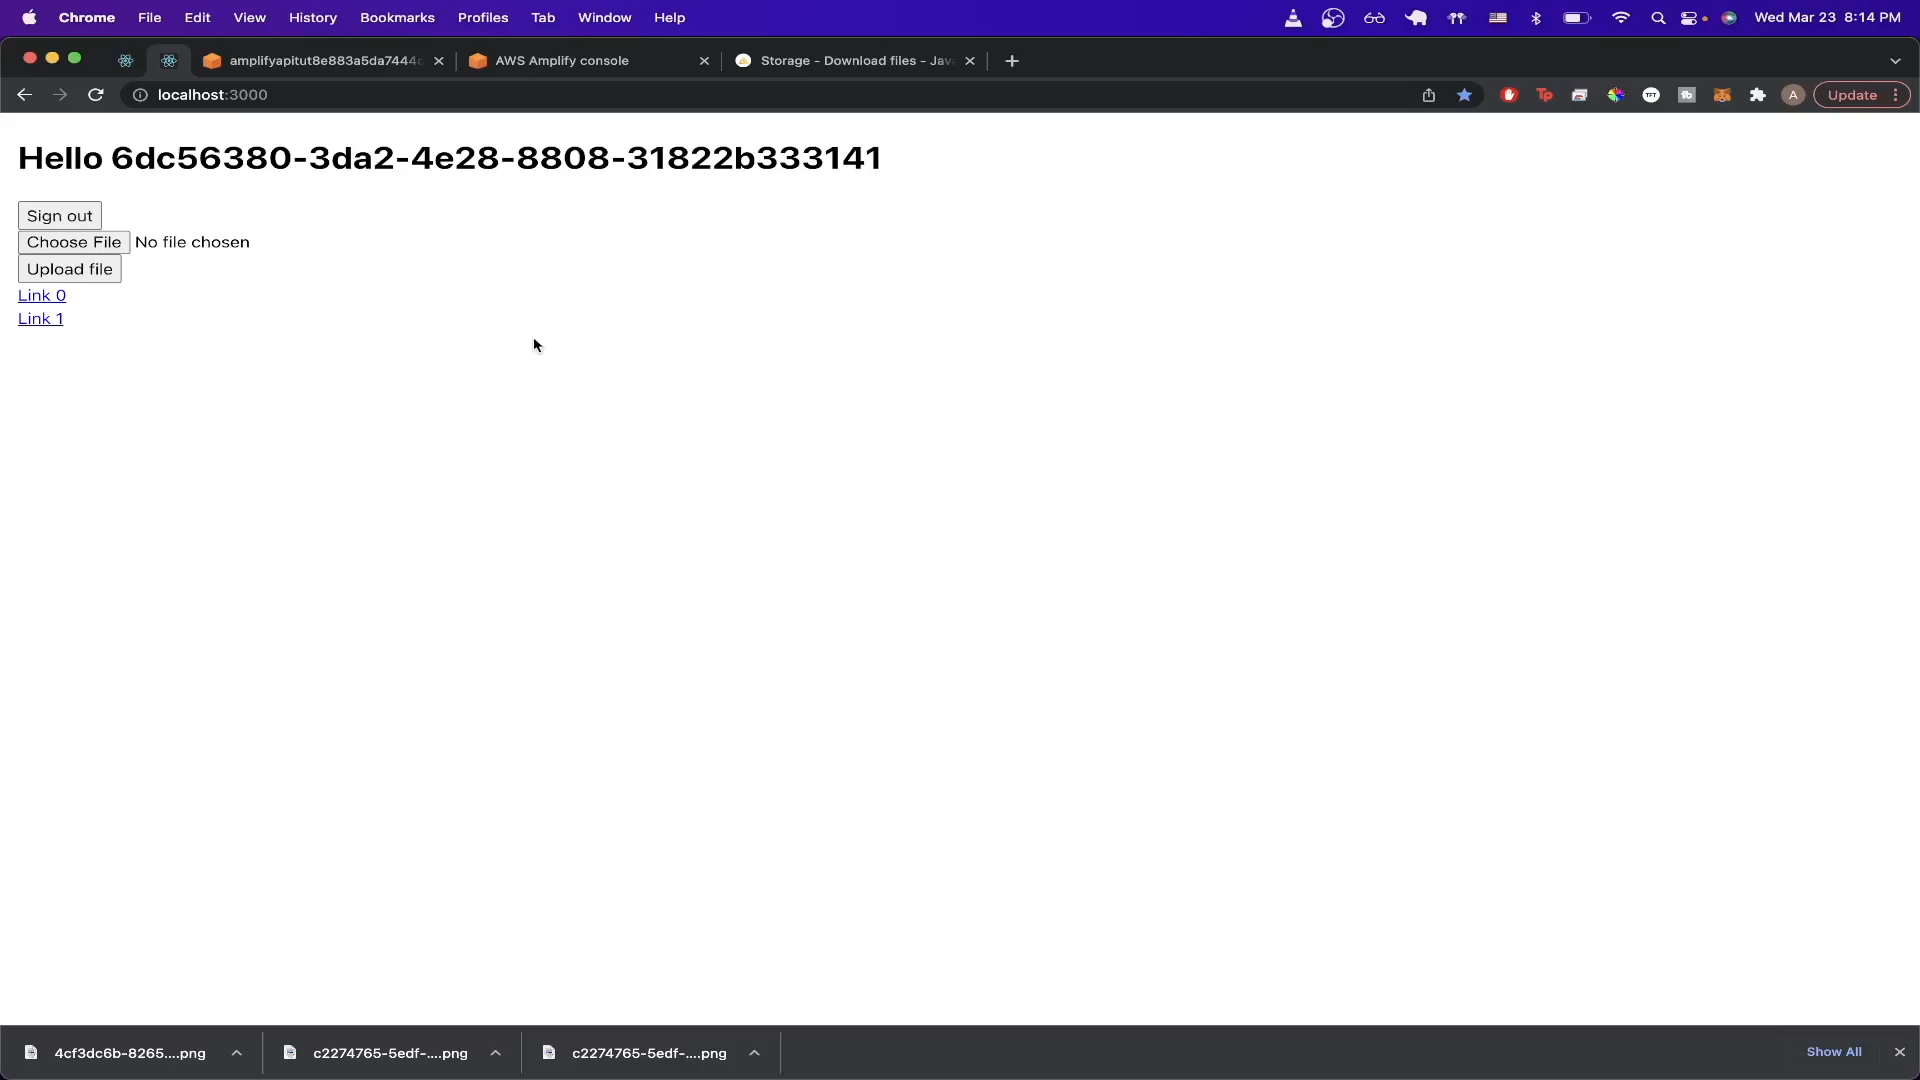 Chrome File Edit View History Bookmarks Profiles Tab Window Help Wed Mar 23 8:14 PM
amplifyapitut8e883a5da7444 AWS Amplify console Storage - Download files - Jav
localhost:3000 Tp TFT A Update
Hello 6dc56380-3da2-4e28-8808-31822b333141
Sign out
Choose File No file chosen
Upload file
Link 0
Link 1
4cf3dc6b-8265....png c2274765-5edf-....png c2274765-5edf-....png Show All